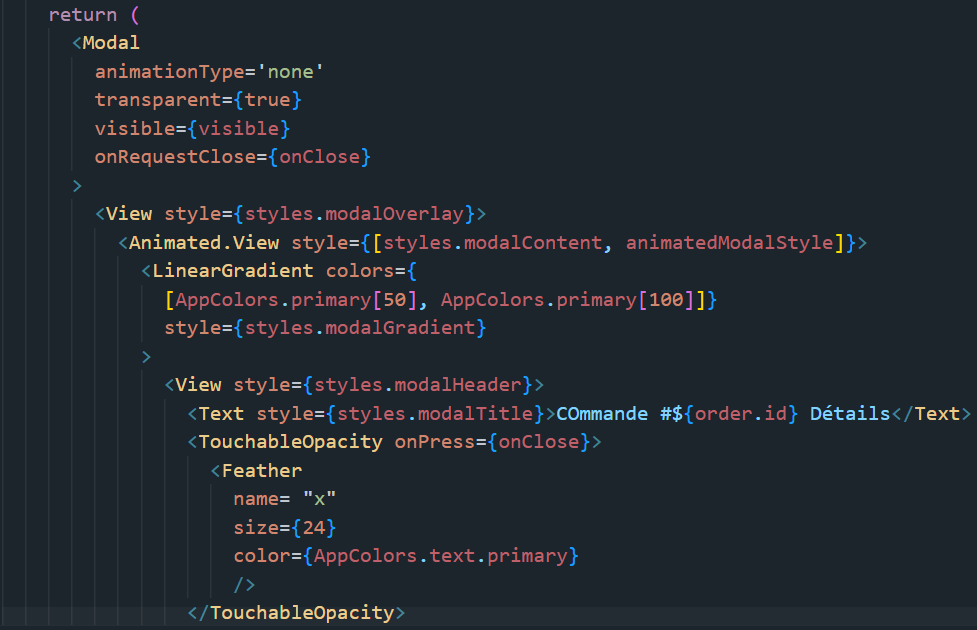 return (
<Modal
animationType='none'
transparent={true}
visible={visible}
onRequestClose={onClose}
>
<View style={styles.modalOverlay}>
<Animated.View style={[styles.modalContent, animatedModalStyle]}>
<LinearGradient colors={
[AppColors.primary[50], AppColors.primary[100]]}
style={styles.modalGradient}
>
<View style={styles.modalHeader}>
<Text style={styles.modalTitle}>COmmande #${order.id} Détails</Text>
<TouchableOpacity onPress={onClose}>
<Feather
name= "x"
size={24}
color={AppColors.text.primary}
/>
</TouchableOpacity>